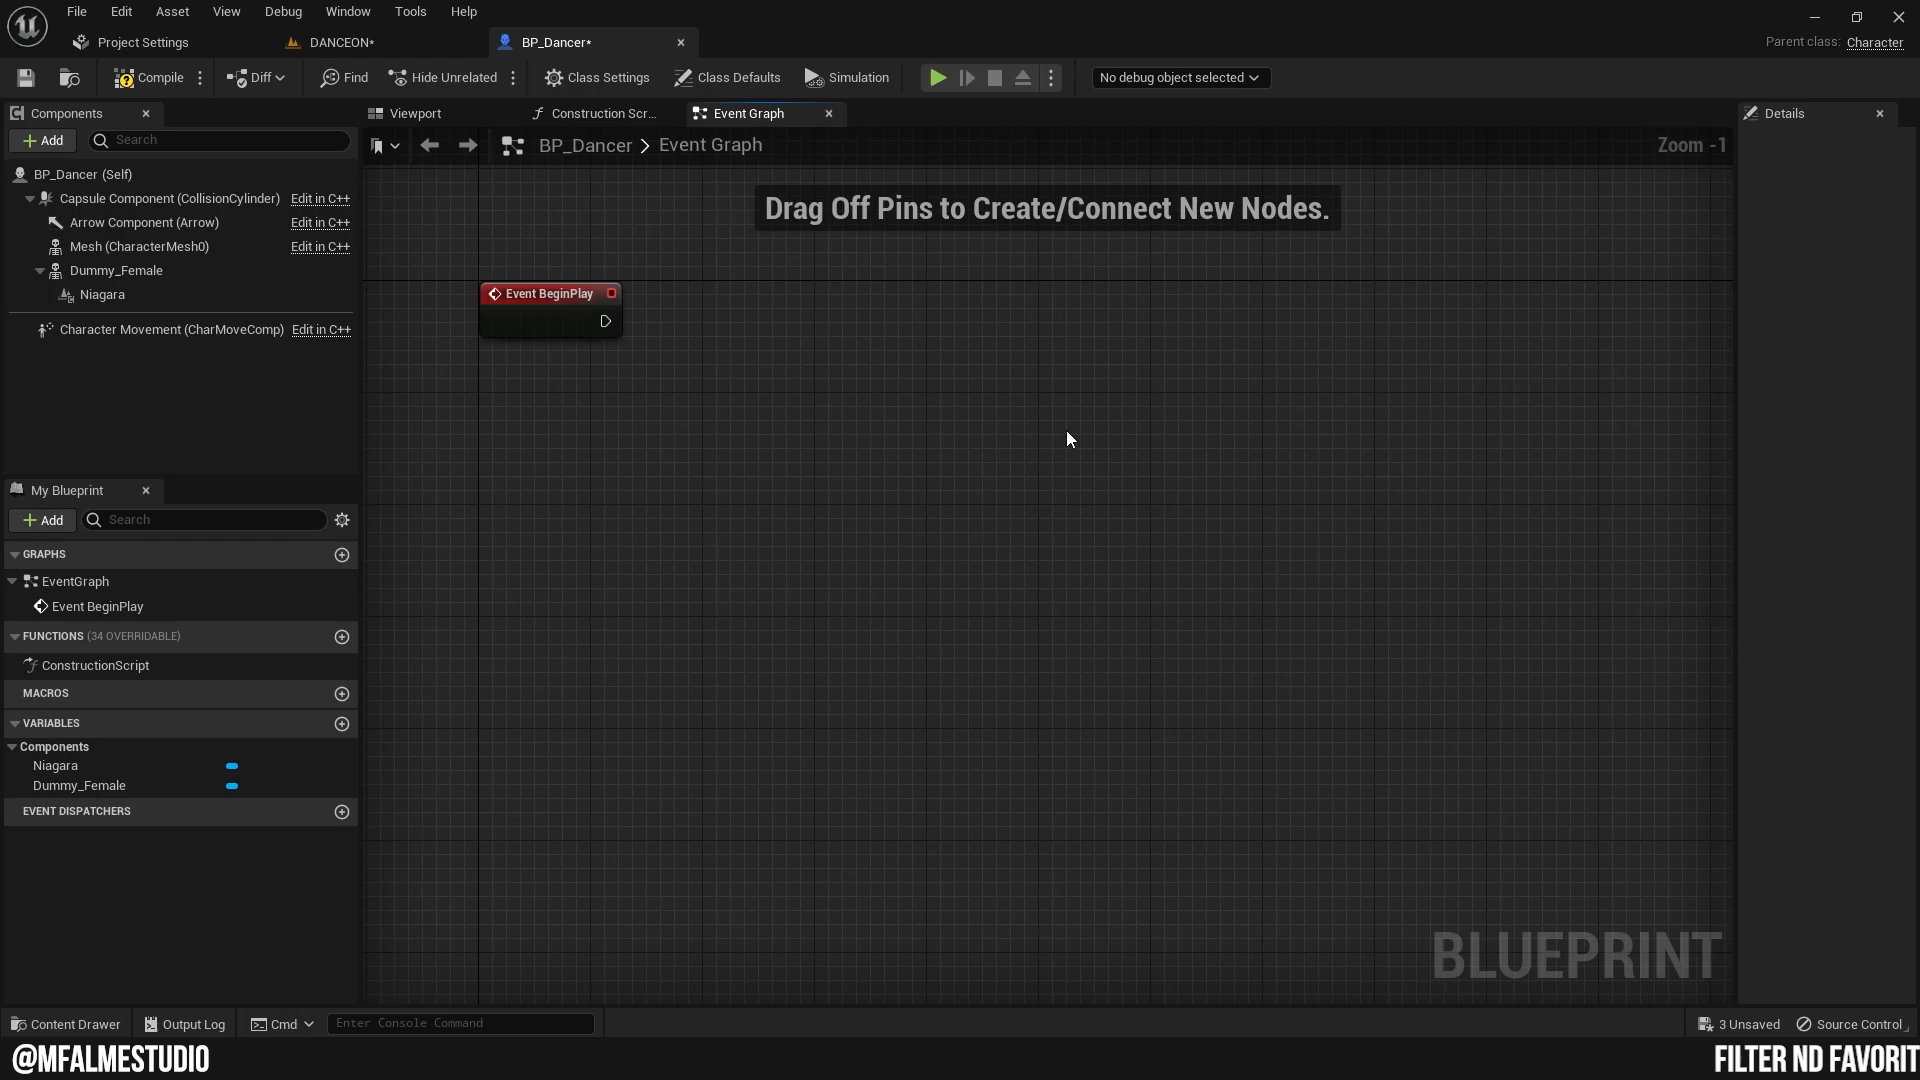 File Edit Asset View Debug Window Tools Help
Project Settings DANCEON* BP_Dancer* Parent class: Character
Compile Diff Find Hide Unrelated Class Settings Class Defaults Simulation No debug object selected
Components Viewport Construction Scr... Event Graph Details
Add Search BP_Dancer > Event Graph Zoom -1
BP_Dancer (Self)
Capsule Component (CollisionCylinder) Edit in C++
Arrow Component (Arrow) Edit in C++
Mesh (CharacterMesh0) Edit in C++
Dummy_Female
Niagara
Character Movement (CharMoveComp) Edit in C++
Drag Off Pins to Create/Connect New Nodes.
Event BeginPlay
My Blueprint
Add Search
GRAPHS
EventGraph
Event BeginPlay
FUNCTIONS (34 OVERRIDABLE)
ConstructionScript
MACROS
VARIABLES
Components
Niagara
Dummy_Female
EVENT DISPATCHERS
BLUEPRINT
Content Drawer Output Log Cmd Enter Console Command 3 Unsaved Source Control
@MFALMESTUDIO FILTER ND FAVORIT